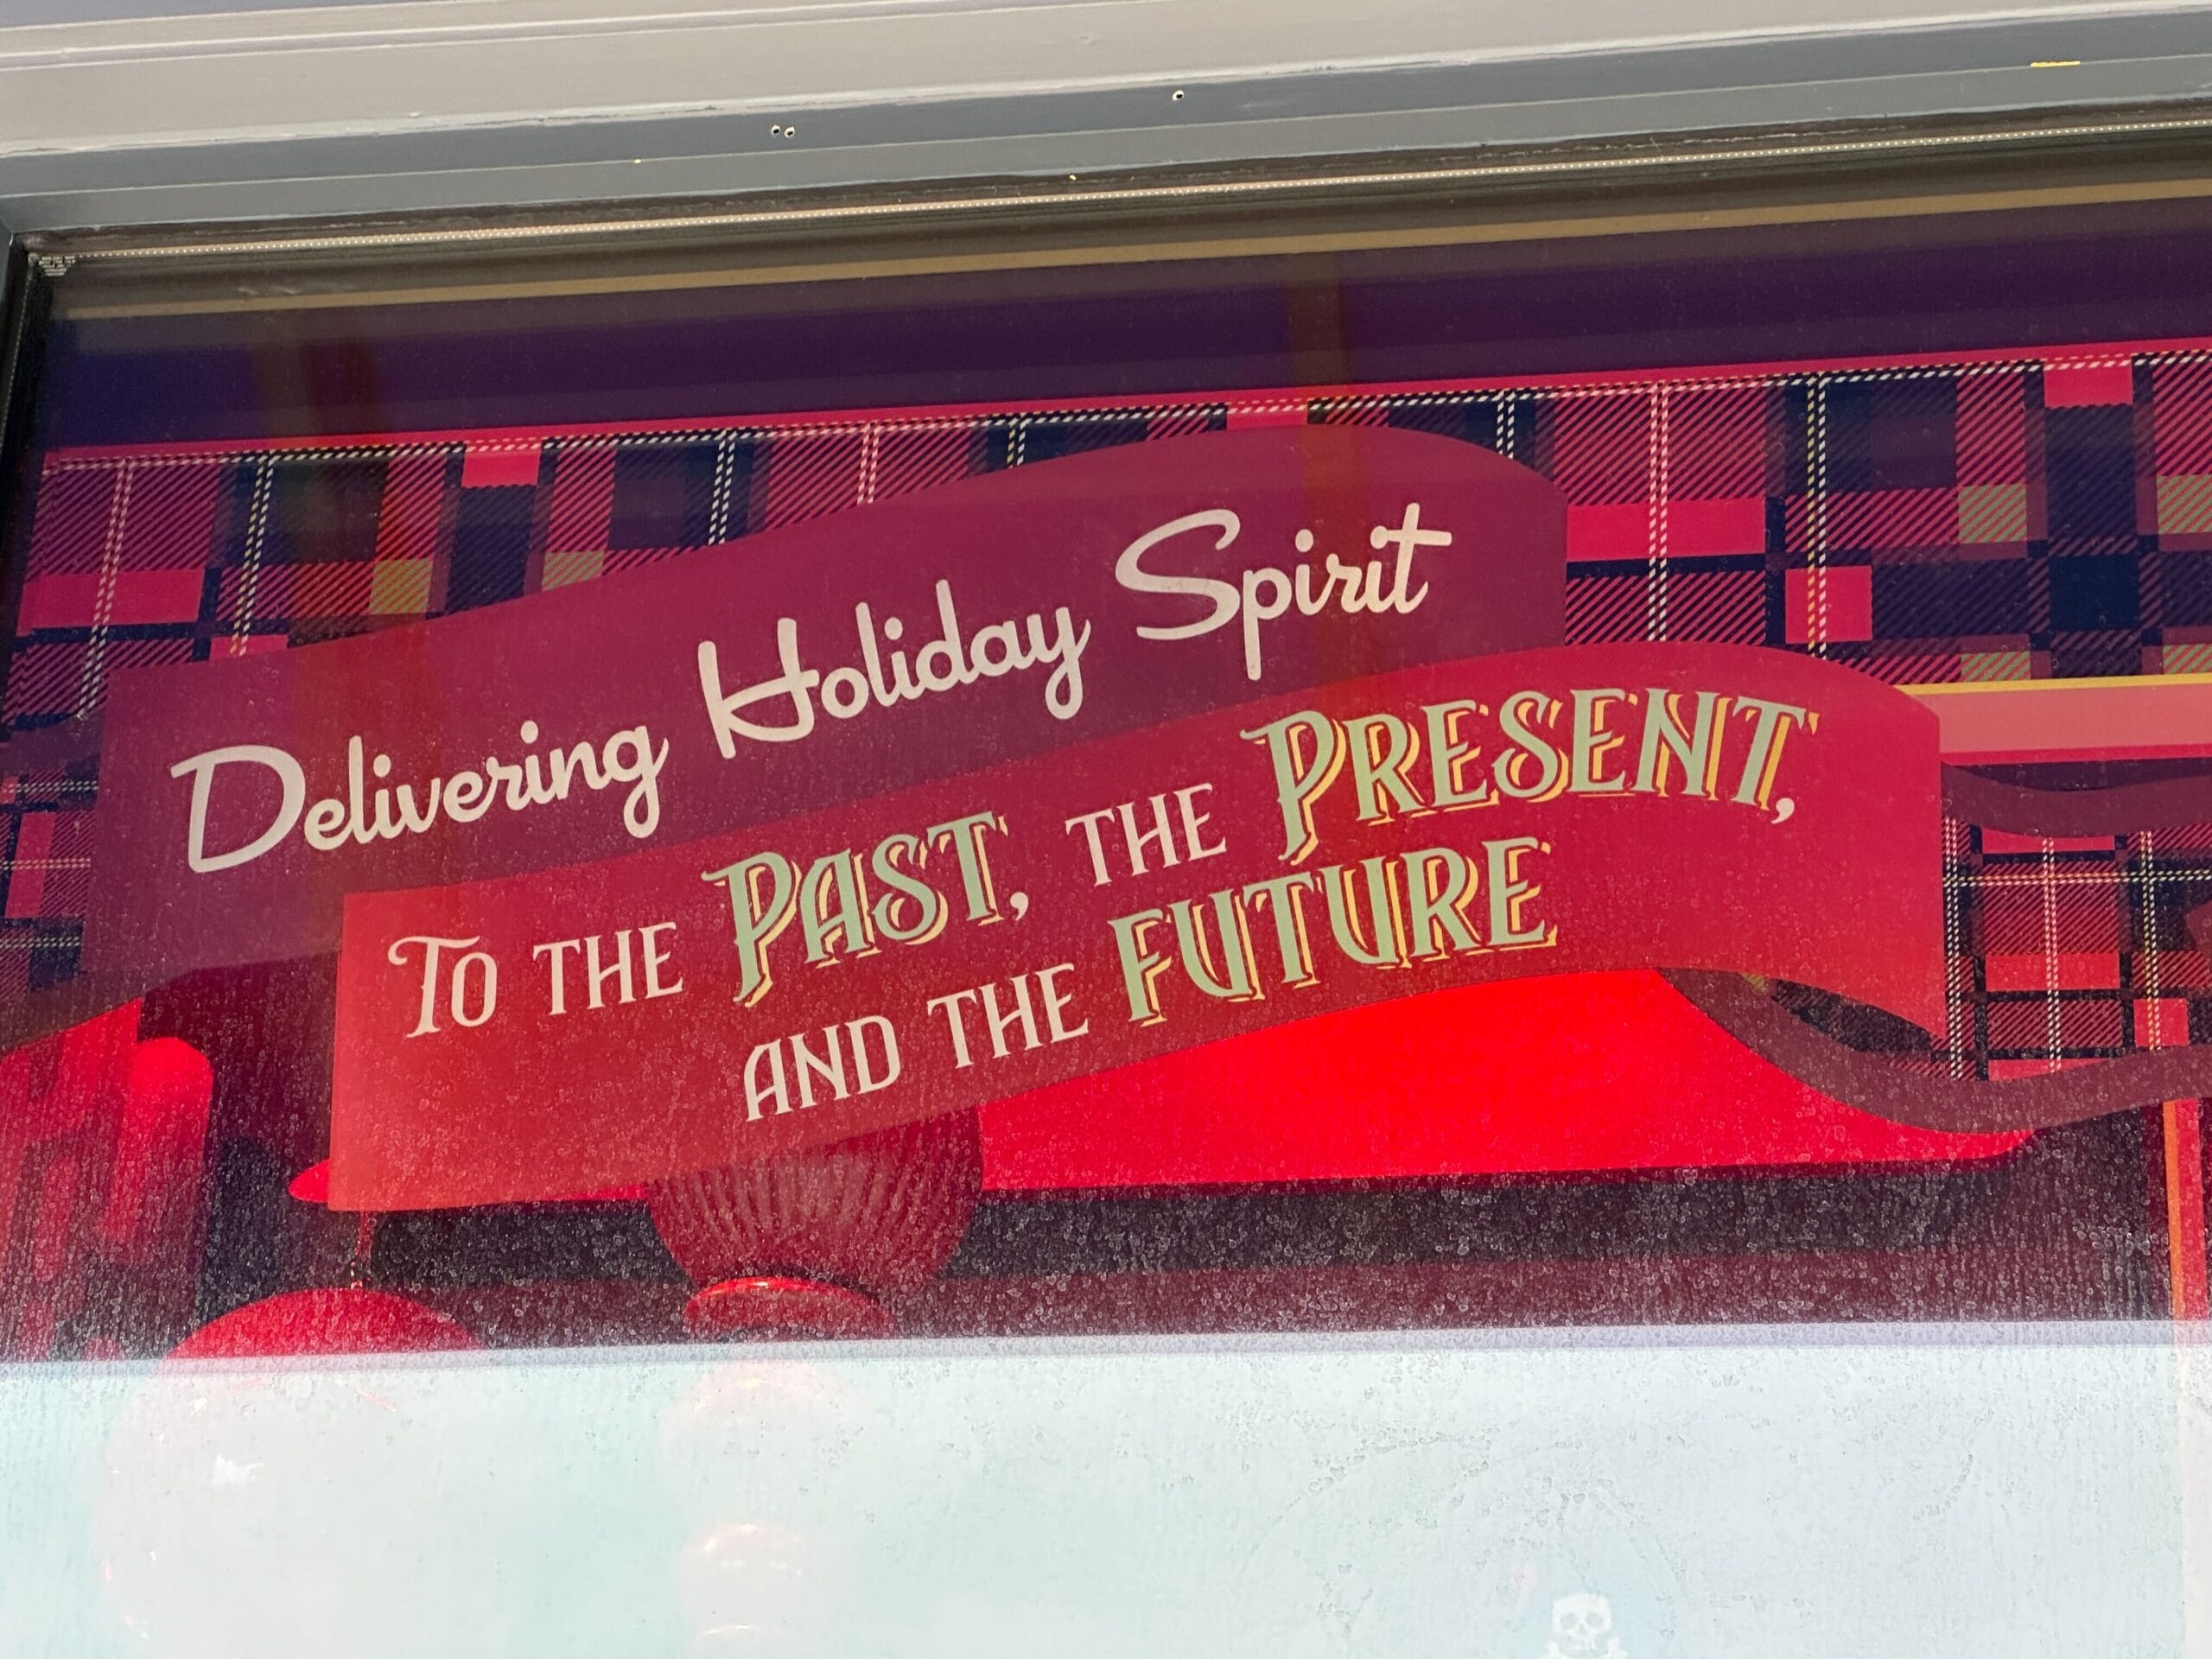 Delivering Holiday Spirit
To the Past, the Present,
and the Future